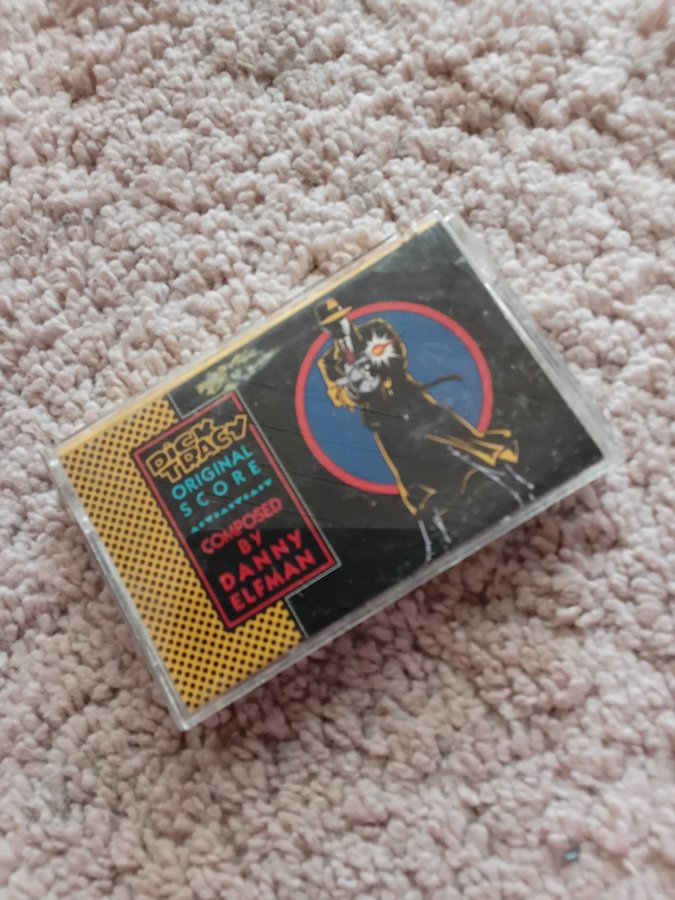 DICK
TRACY
ORIGINAL
SCORE
COMPOSED
BY
DANNY
ELFMAN